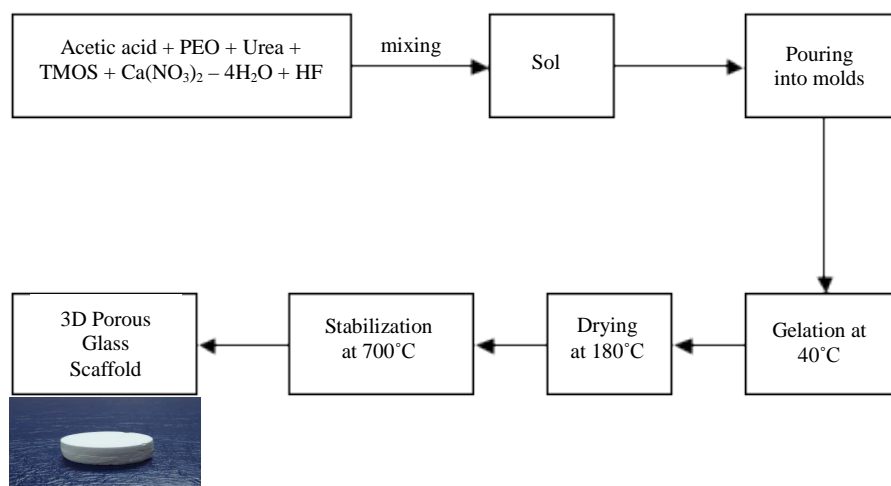 Acetic acid + PEO + Urea +
TMOS + Ca(NO₃)₂ – 4H₂O + HF
mixing
Sol
Pouring
into molds
Gelation at
40˚C
Drying
at 180˚C
Stabilization
at 700˚C
3D Porous
Glass
Scaffold